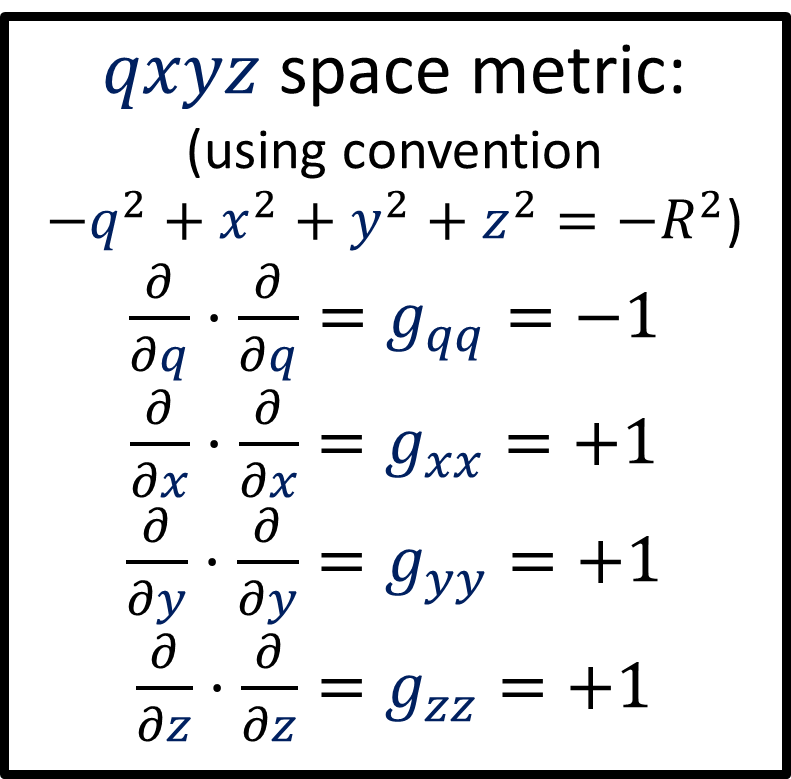 qxyz space metric:
(using convention
−q² + x² + y² + z² = −R²)
∂/∂q · ∂/∂q = g_qq = −1
∂/∂x · ∂/∂x = g_xx = +1
∂/∂y · ∂/∂y = g_yy = +1
∂/∂z · ∂/∂z = g_zz = +1